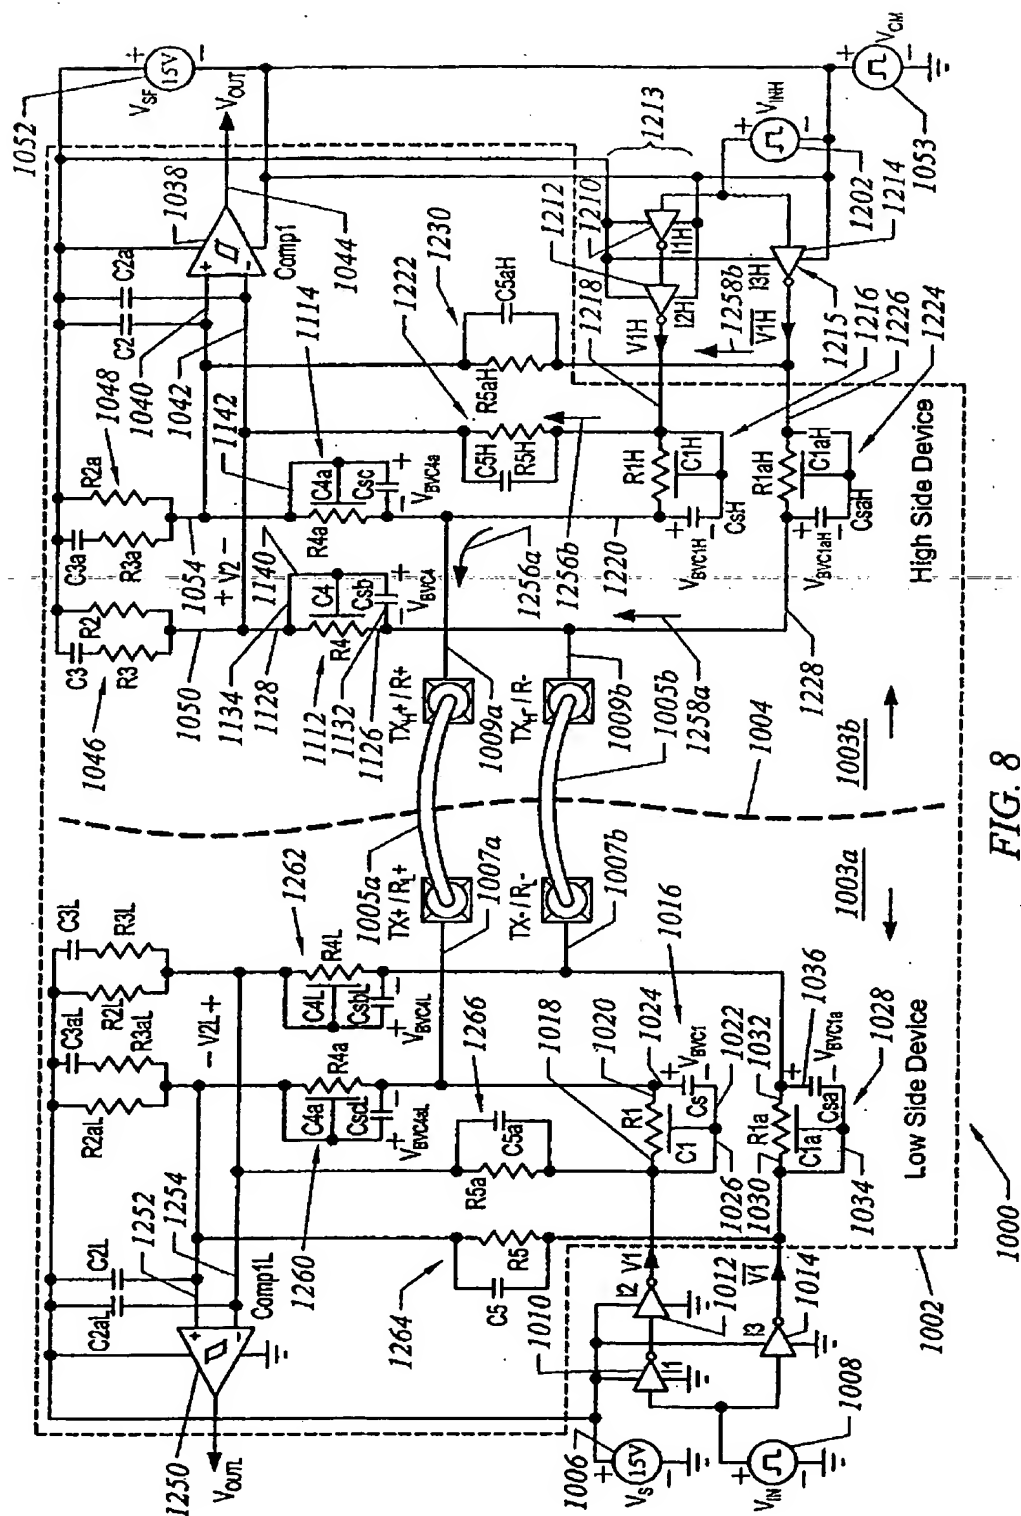 1052
VSF
15V
VOUT
1038
Comp1
1044
C2a
C2
1048
1040
1042
1142
1114
R2a
C3a
R3a
1054
+ V2 -
1140
C4a
R4a
Csc
VBVC4a
1230
C5aH
R5aH
1222
C5H
R5H
1213
1210
1212
I1H
I2H
1218
V1H
VINH
VCM
1202
1214
1053
I3H
1258b
V1H
1215
1216
1226
1224
C3
R2
R3
1046
1050
1134
1128
1112
1132
1126
C4
R4
Csb
VBVC4
1256a
1256b
1220
R1H
C1H
CsH
VBVC1H
R1aH
C1aH
CsaH
VBVC1aH
TXH+/R+
1009a
TXH-/R-
1009b
1005b
1258a
1228
1004
1003b
High Side Device
1005a
TX+/RL+
1007a
TX-/RL-
1007b
1003a
Low Side Device
C3L
R3L
R2L
C3aL
R3aL
R2aL
- V2L +
1262
C4L
R4L
CsbL
VBVC4L
C4a
R4a
CscL
VBVC4aL
1260
1266
C5a
R5a
1264
C5
R5
1018
1020
1024
1016
R1
C1
Cs
VBVC1
1022
1026
1032
1036
R1a
C1a
Csa
VBVC1a
1028
1030
1034
C2L
C2aL
1252
1254
Comp1L
1250
VOUTL
1010
I1
I2
V1
1012
V1
I3
1014
1006
VS
15V
VIN
1008
1002
1000
FIG. 8